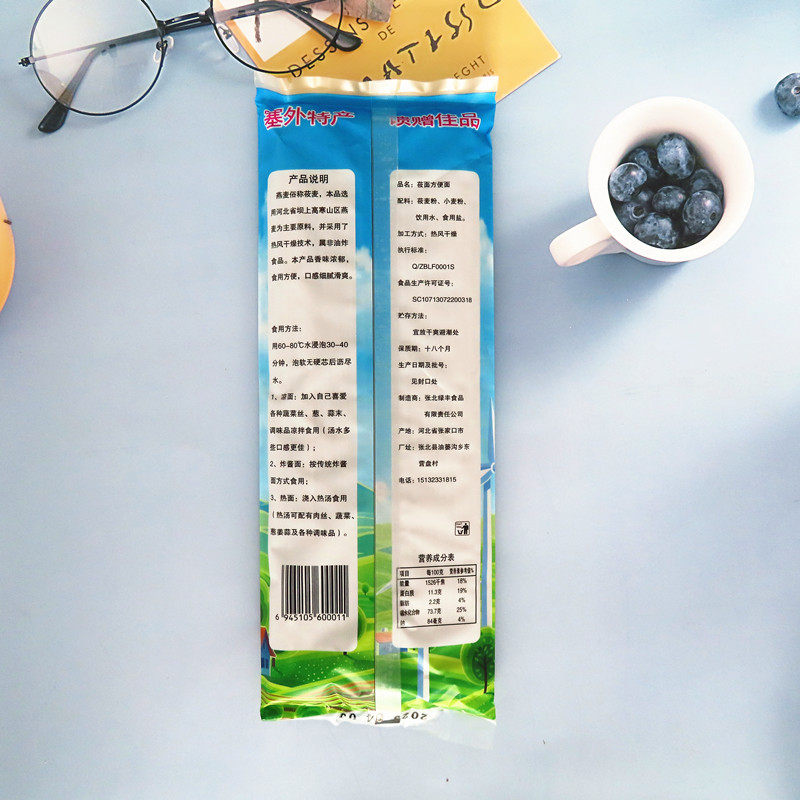 DESSINS
DE
MATISSE
EGHT
塞外特产
馈赠佳品
产品说明
燕麦俗称莜麦，本品选
用河北省坝上高寒山区燕
麦为主要原料，并采用了
热风干燥技术，属非油炸
食品。本产品香味浓郁，
食用方便，口感细腻滑爽。
食用方法：
用60-80℃水浸泡30-40
分钟，泡软无硬芯后沥尽
水。
1、凉面：加入自己喜爱
各种蔬菜丝、葱、蒜末、
调味品凉拌食用（汤水多
些口感更佳）；
2、炸酱面：按传统炸酱
面方式食用；
3、热面：浇入热汤食用
（热汤可配有肉丝、蔬菜、
葱姜蒜及各种调味品）。
6 945105 600011
品名：莜面方便面
配料：莜麦粉、小麦粉、
饮用水、食用盐。
加工方式：热风干燥
执行标准：
Q/ZBLF0001S
食品生产许可证号：
SC10713072200318
贮存方法：
宜放干爽避潮处
保质期：十八个月
生产日期及批号：
见封口处
制造商：张北绿丰食品
有限责任公司
产地：河北省张家口市
厂址：张北县油篓沟乡东
营盘村
电话：15132331815
营养成分表
项目 每100克 营养素参考值%
能量 1526千焦 18%
蛋白质 11.3克 19%
脂肪 2.2克 4%
碳水化合物 73.7克 25%
钠 84毫克 4%